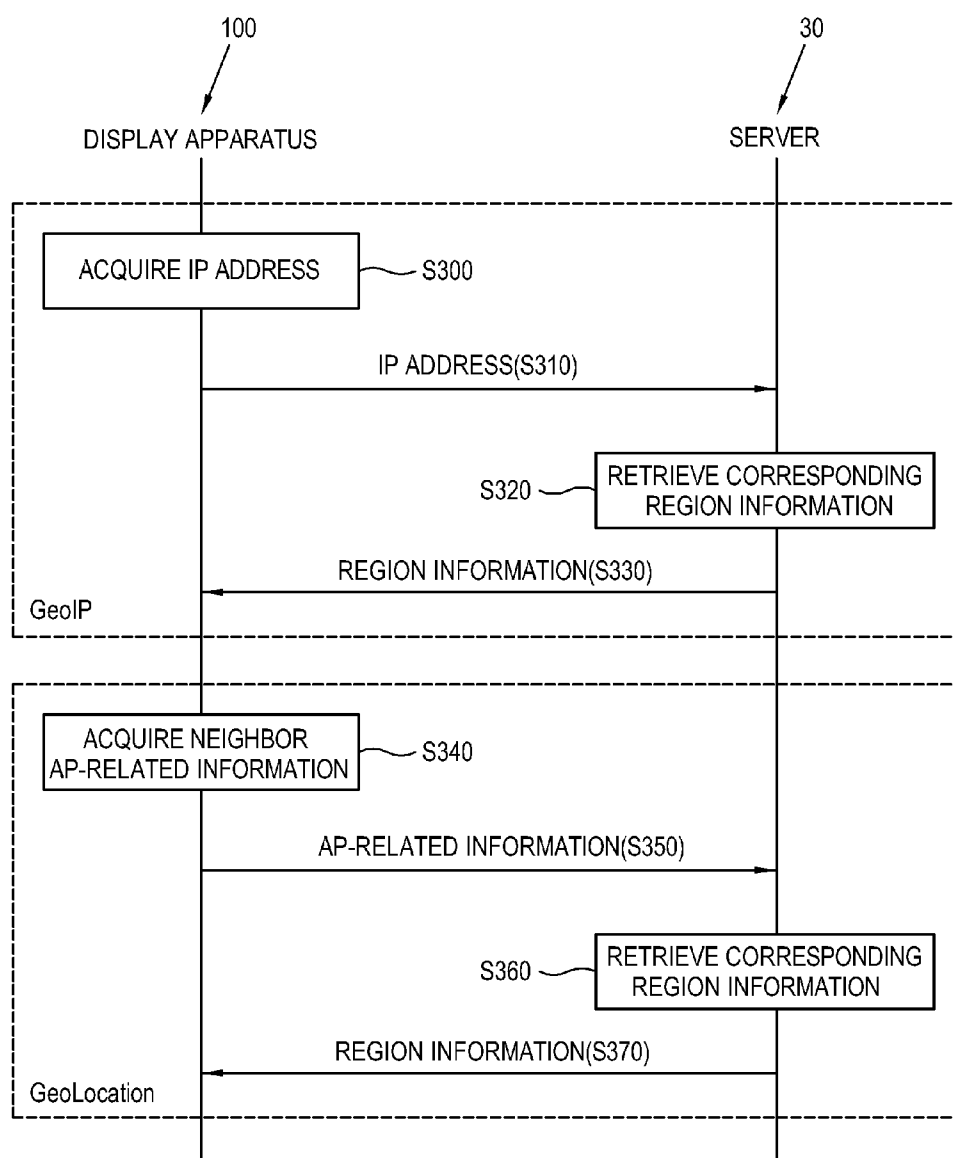 100
30
DISPLAY APPARATUS
SERVER
ACQUIRE IP ADDRESS
S300
IP ADDRESS(S310)
S320
RETRIEVE CORRESPONDING
REGION INFORMATION
REGION INFORMATION(S330)
GeoIP
ACQUIRE NEIGHBOR
AP-RELATED INFORMATION
S340
AP-RELATED INFORMATION(S350)
S360
RETRIEVE CORRESPONDING
REGION INFORMATION
REGION INFORMATION(S370)
GeoLocation